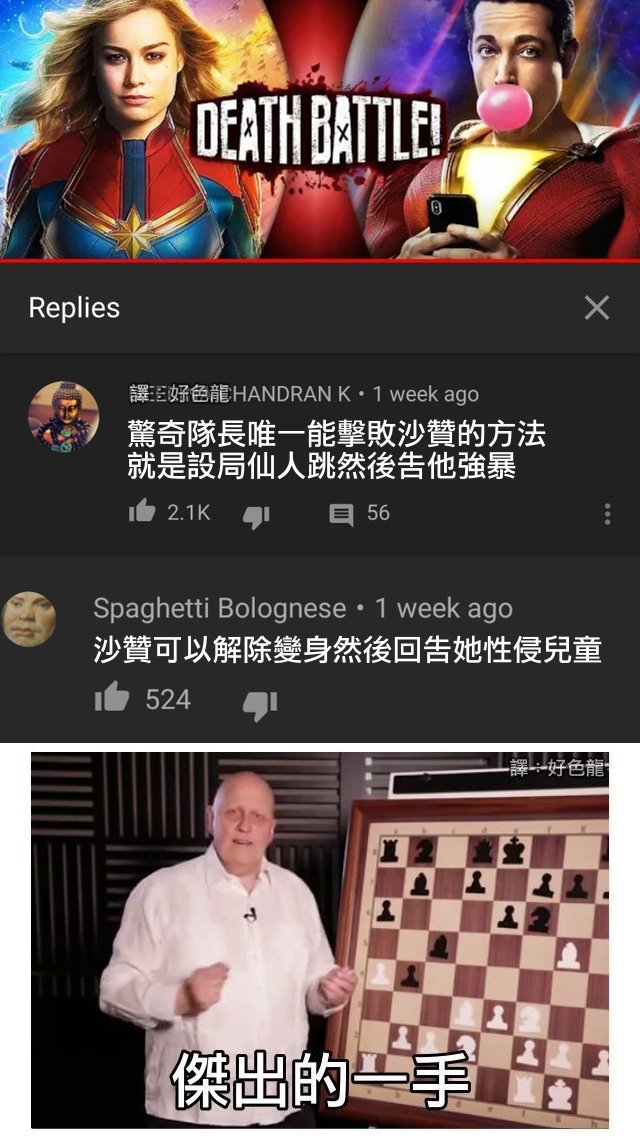 DEATH BATTLE!
Replies
譯:好色龍 CHANDRAN K • 1 week ago
驚奇隊長唯一能擊敗沙贊的方法
就是設局仙人跳然後告他強暴
2.1K 56
Spaghetti Bolognese • 1 week ago
沙贊可以解除變身然後回告她性侵兒童
524
譯:好色龍
傑出的一手